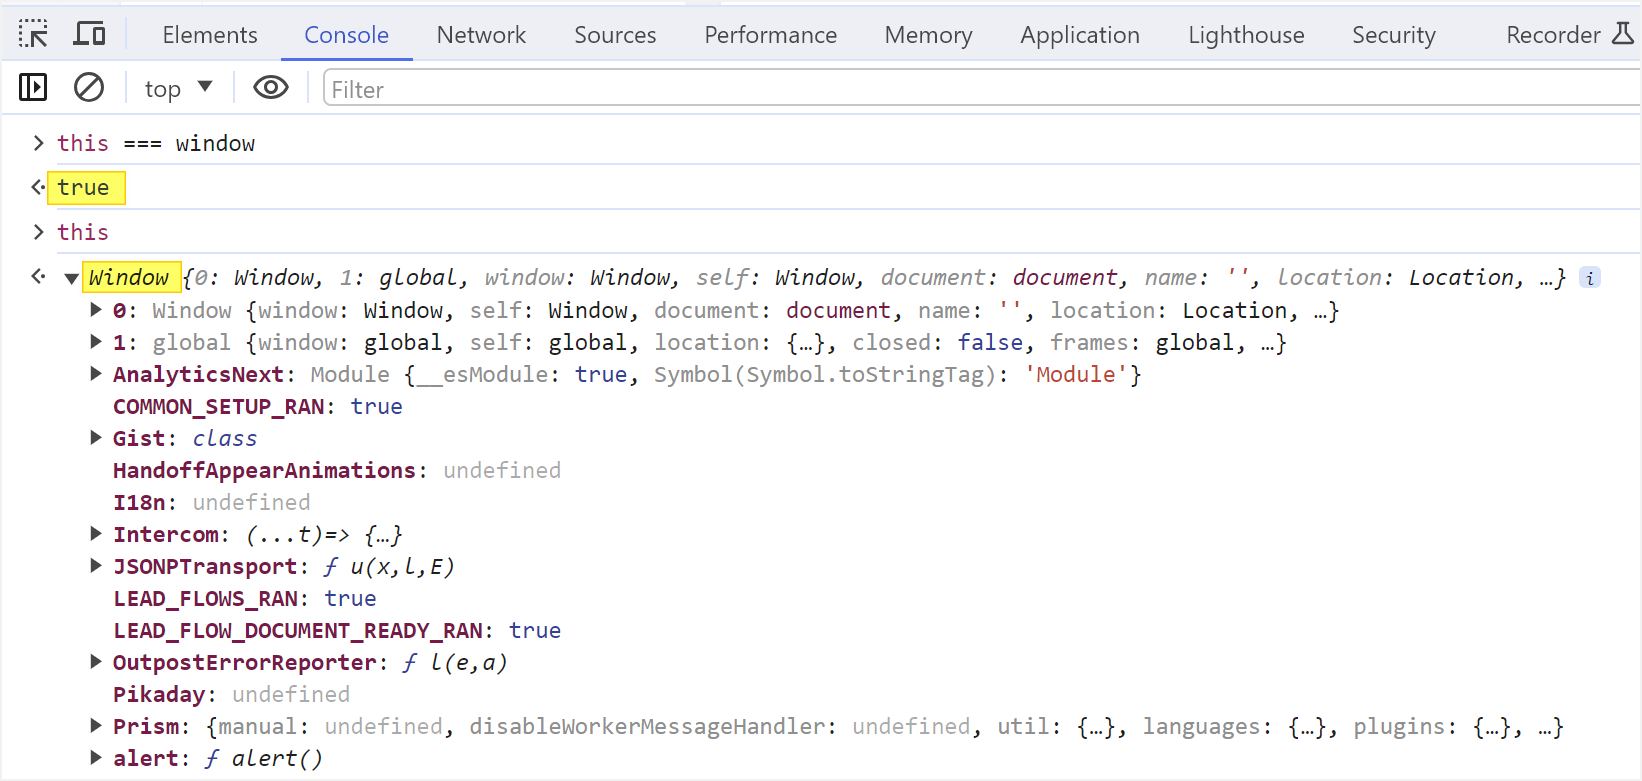 Elements Console Network Sources Performance Memory Application Lighthouse Security Recorder
top Filter
this === window
true
this
Window {0: Window, 1: global, window: Window, self: Window, document: document, name: '', location: Location, …} i
0: Window {window: Window, self: Window, document: document, name: '', location: Location, …}
1: global {window: global, self: global, location: {…}, closed: false, frames: global, …}
AnalyticsNext: Module {__esModule: true, Symbol(Symbol.toStringTag): 'Module'}
COMMON_SETUP_RAN: true
Gist: class
HandoffAppearAnimations: undefined
I18n: undefined
Intercom: (...t)=> {…}
JSONPTransport: ƒ u(x,l,E)
LEAD_FLOWS_RAN: true
LEAD_FLOW_DOCUMENT_READY_RAN: true
OutpostErrorReporter: ƒ l(e,a)
Pikaday: undefined
Prism: {manual: undefined, disableWorkerMessageHandler: undefined, util: {…}, languages: {…}, plugins: {…}, …}
alert: ƒ alert()